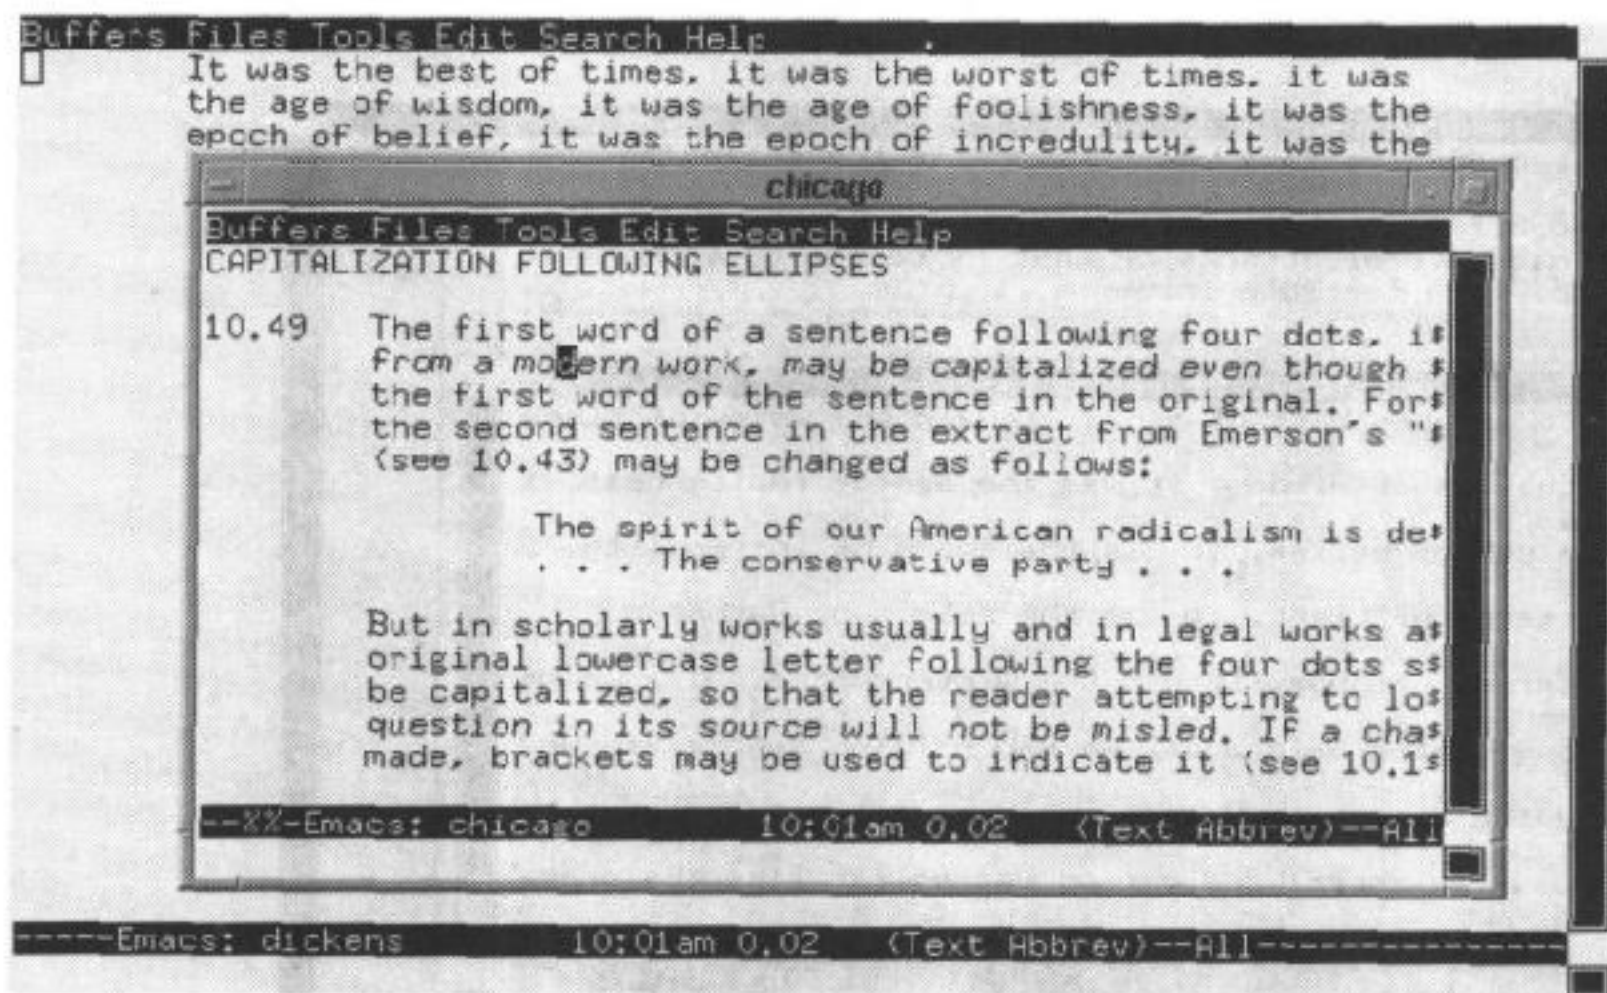 Buffers Files Tools Edit Search Help
It was the best of times, it was the worst of times, it was
the age of wisdom, it was the age of foolishness, it was the
epoch of belief, it was the epoch of incredulity, it was the
chicago
Buffers Files Tools Edit Search Help
CAPITALIZATION FOLLOWING ELLIPSES
10.49 The first word of a sentence following four dots, i$
from a modern work, may be capitalized even though $
the first word of the sentence in the original. For$
the second sentence in the extract from Emerson's "$
(see 10.43) may be changed as follows:
The spirit of our American radicalism is de$
. . . The conservative party . . .
But in scholarly works usually and in legal works a$
original lowercase letter following the four dots s$
be capitalized, so that the reader attempting to lo$
question in its source will not be misled. If a cha$
made, brackets may be used to indicate it (see 10.1$
--%%-Emacs: chicago 10:01am 0.02 (Text Abbrev)--All
-----Emacs: dickens 10:01am 0.02 (Text Abbrev)--All----------------